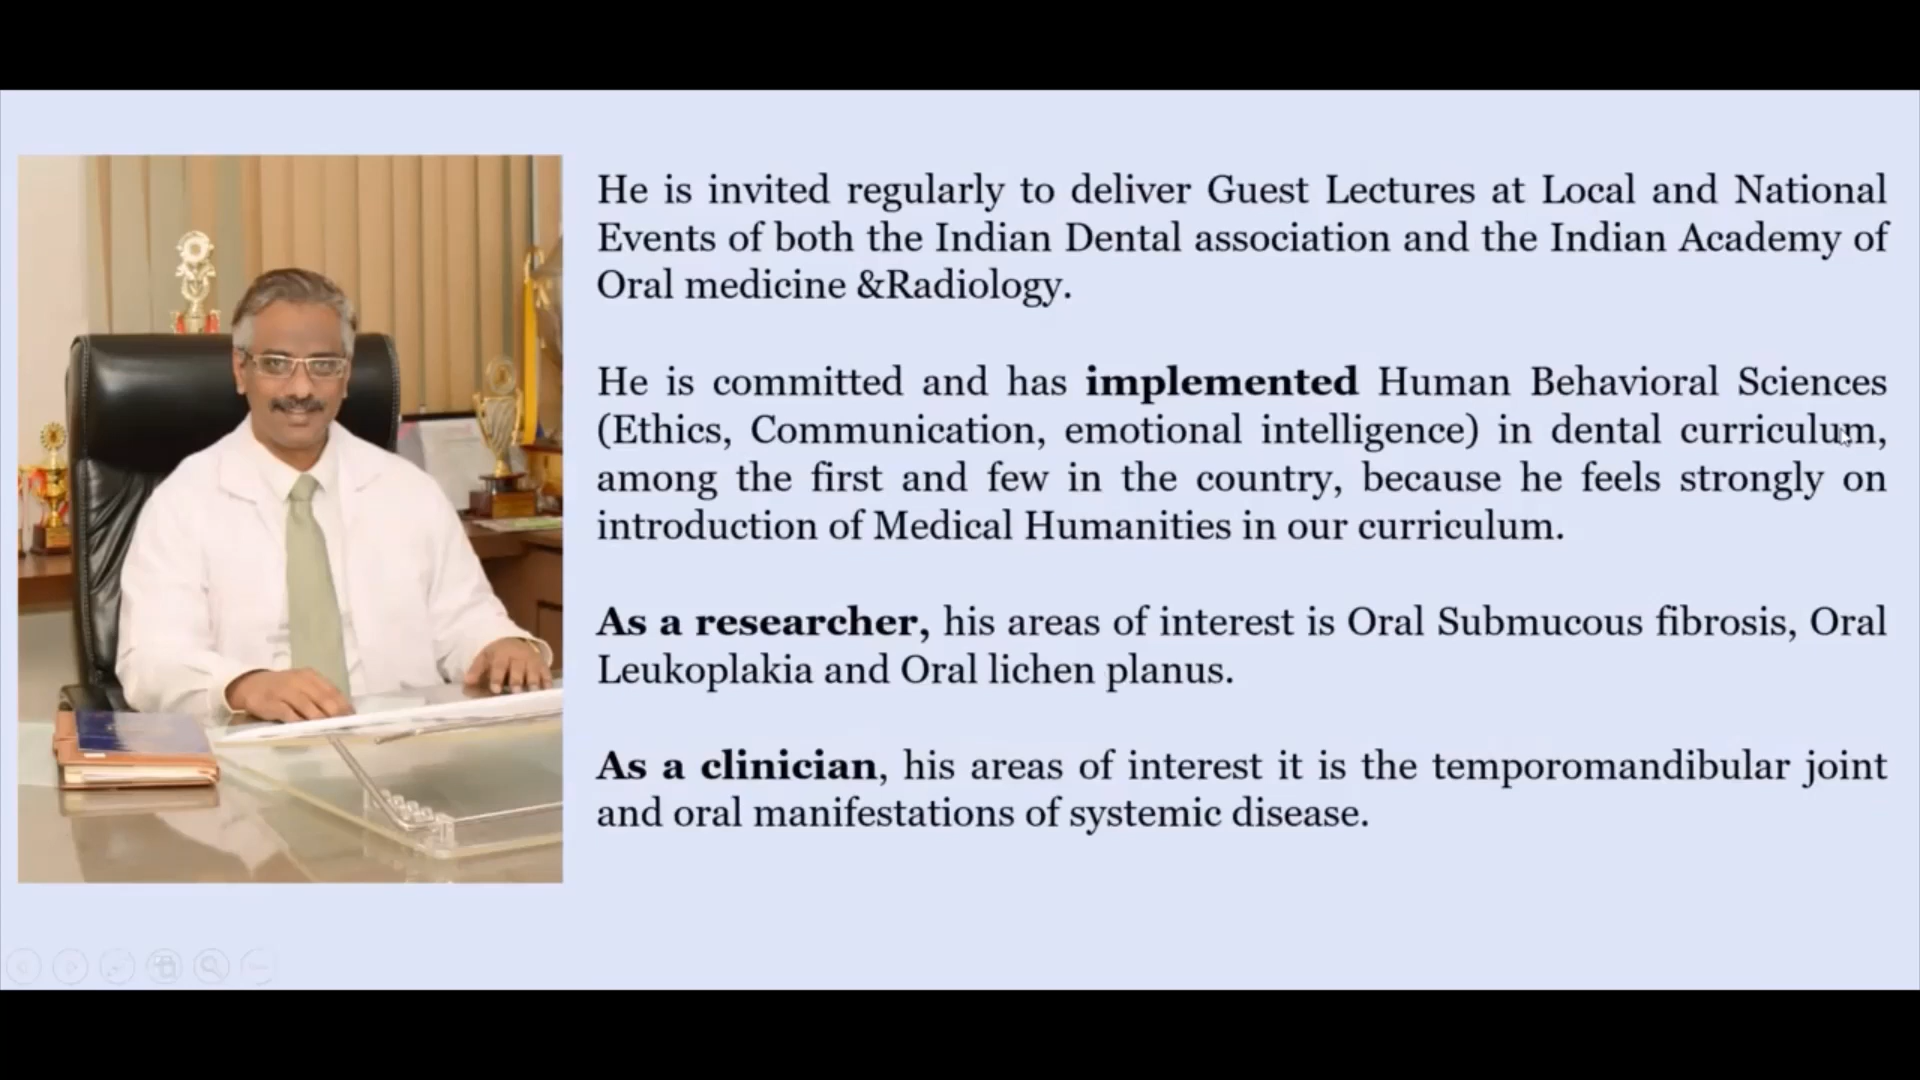 He is invited regularly to deliver Guest Lectures at Local and National
Events of both the Indian Dental association and the Indian Academy of
Oral medicine &Radiology.
He is committed and has implemented Human Behavioral Sciences
(Ethics, Communication, emotional intelligence) in dental curriculum,
among the first and few in the country, because he feels strongly on
introduction of Medical Humanities in our curriculum.
As a researcher, his areas of interest is Oral Submucous fibrosis, Oral
Leukoplakia and Oral lichen planus.
As a clinician, his areas of interest it is the temporomandibular joint
and oral manifestations of systemic disease.